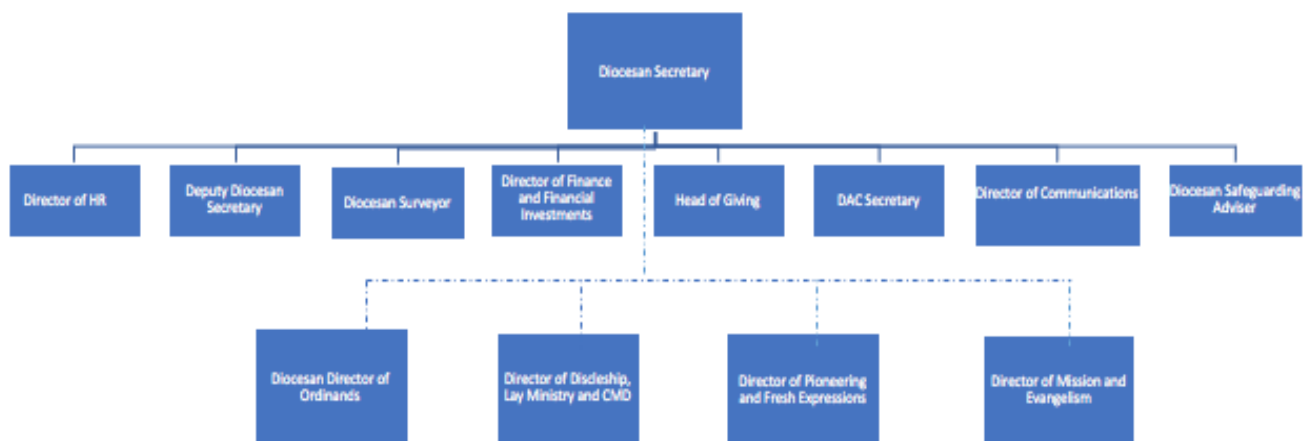 Diocesan Secretary
Director of HR
Deputy Diocesan
Secretary
Diocesan Surveyor
Director of Finance
and Financial
Investments
Head of Giving
DAC Secretary
Director of Communications
Diocesan Safeguarding
Adviser
Diocesan Director of
Ordinands
Director of Discleship,
Lay Ministry and CMD
Director of Pioneering
and Fresh Expressions
Director of Mission and
Evangelism